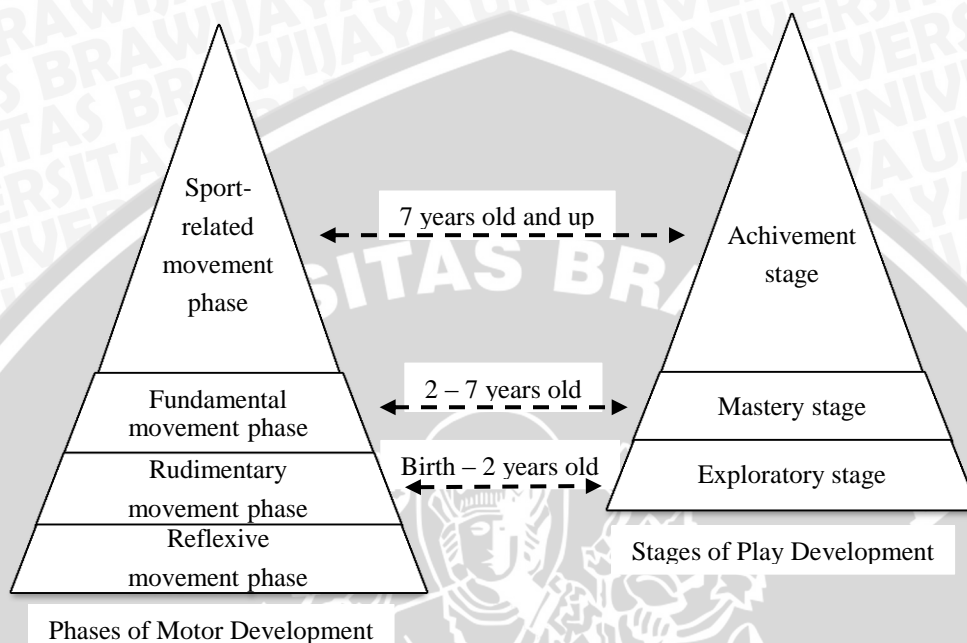 Sport-
related
movement
phase
7 years old and up
Achivement
stage
SITAS BRA
Fundamental
movement phase
2 – 7 years old
Mastery stage
Rudimentary
movement phase
Birth – 2 years old
Exploratory stage
Reflexive
movement phase
Stages of Play Development
Phases of Motor Development